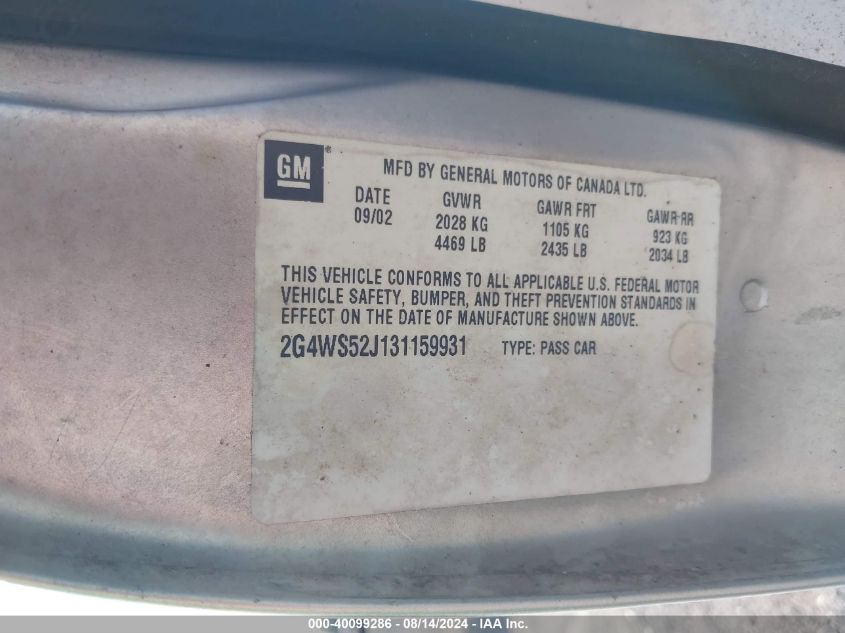 GM ® MFD BY GENERAL MOTORS OF CANADA LTD.
DATE GVWR GAWR FRT GAWR RR
09/02 2028 KG 1105 KG 923 KG
4469 LB 2435 LB 2034 LB
THIS VEHICLE CONFORMS TO ALL APPLICABLE U.S. FEDERAL MOTOR
VEHICLE SAFETY, BUMPER, AND THEFT PREVENTION STANDARDS IN
EFFECT ON THE DATE OF MANUFACTURE SHOWN ABOVE.
2G4WS52J131159931 TYPE: PASS CAR
000-40099286 - 08/14/2024 - IAA Inc.